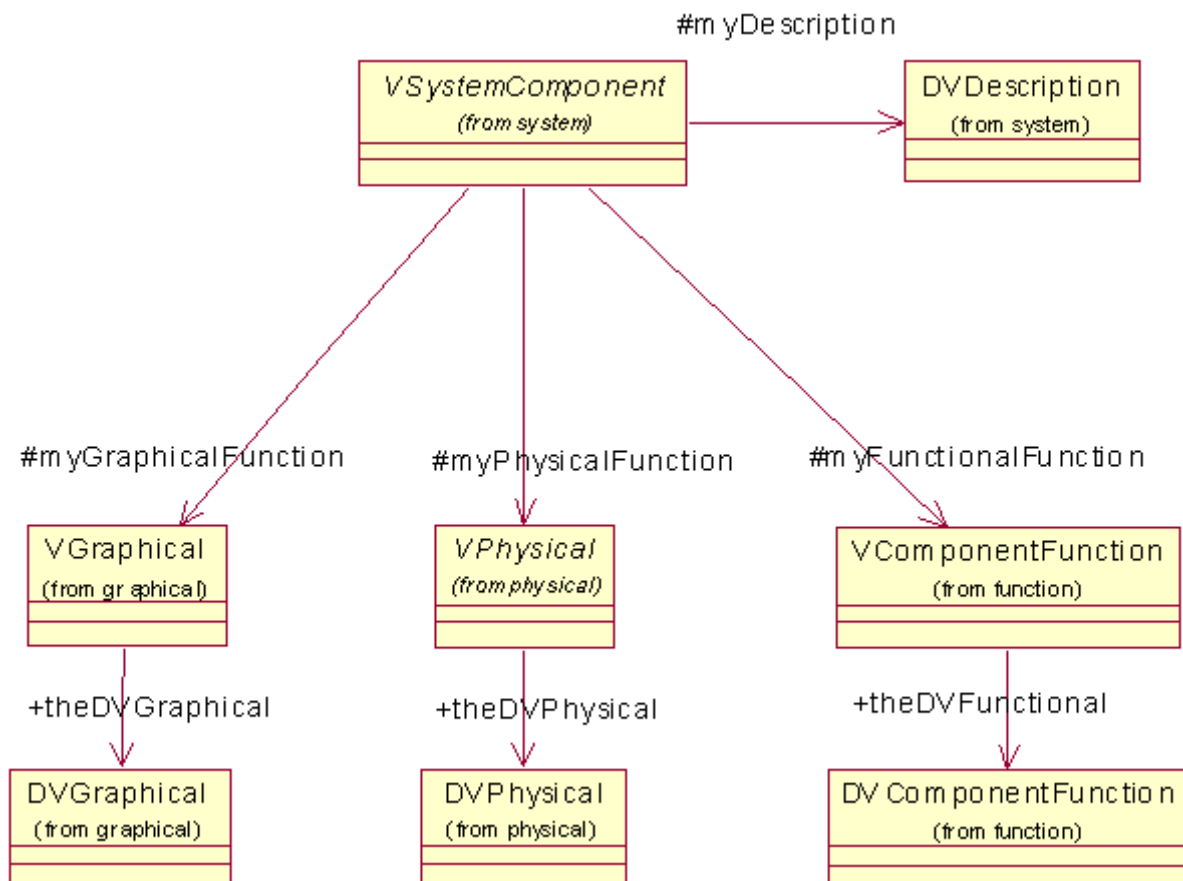 #myDescription
VSystemComponent
(from system)
DVDescription
(from system)
#myGraphicalFunction
#myPhysicalFunction
#myFunctionalFunction
VGraphical
(from graphical)
VPhysical
(from physical)
VComponentFunction
(from function)
+theDVGraphical
+theDVPhysical
+theDVFunctional
DVGraphical
(from graphical)
DVPhysical
(from physical)
DVComponentFunction
(from function)